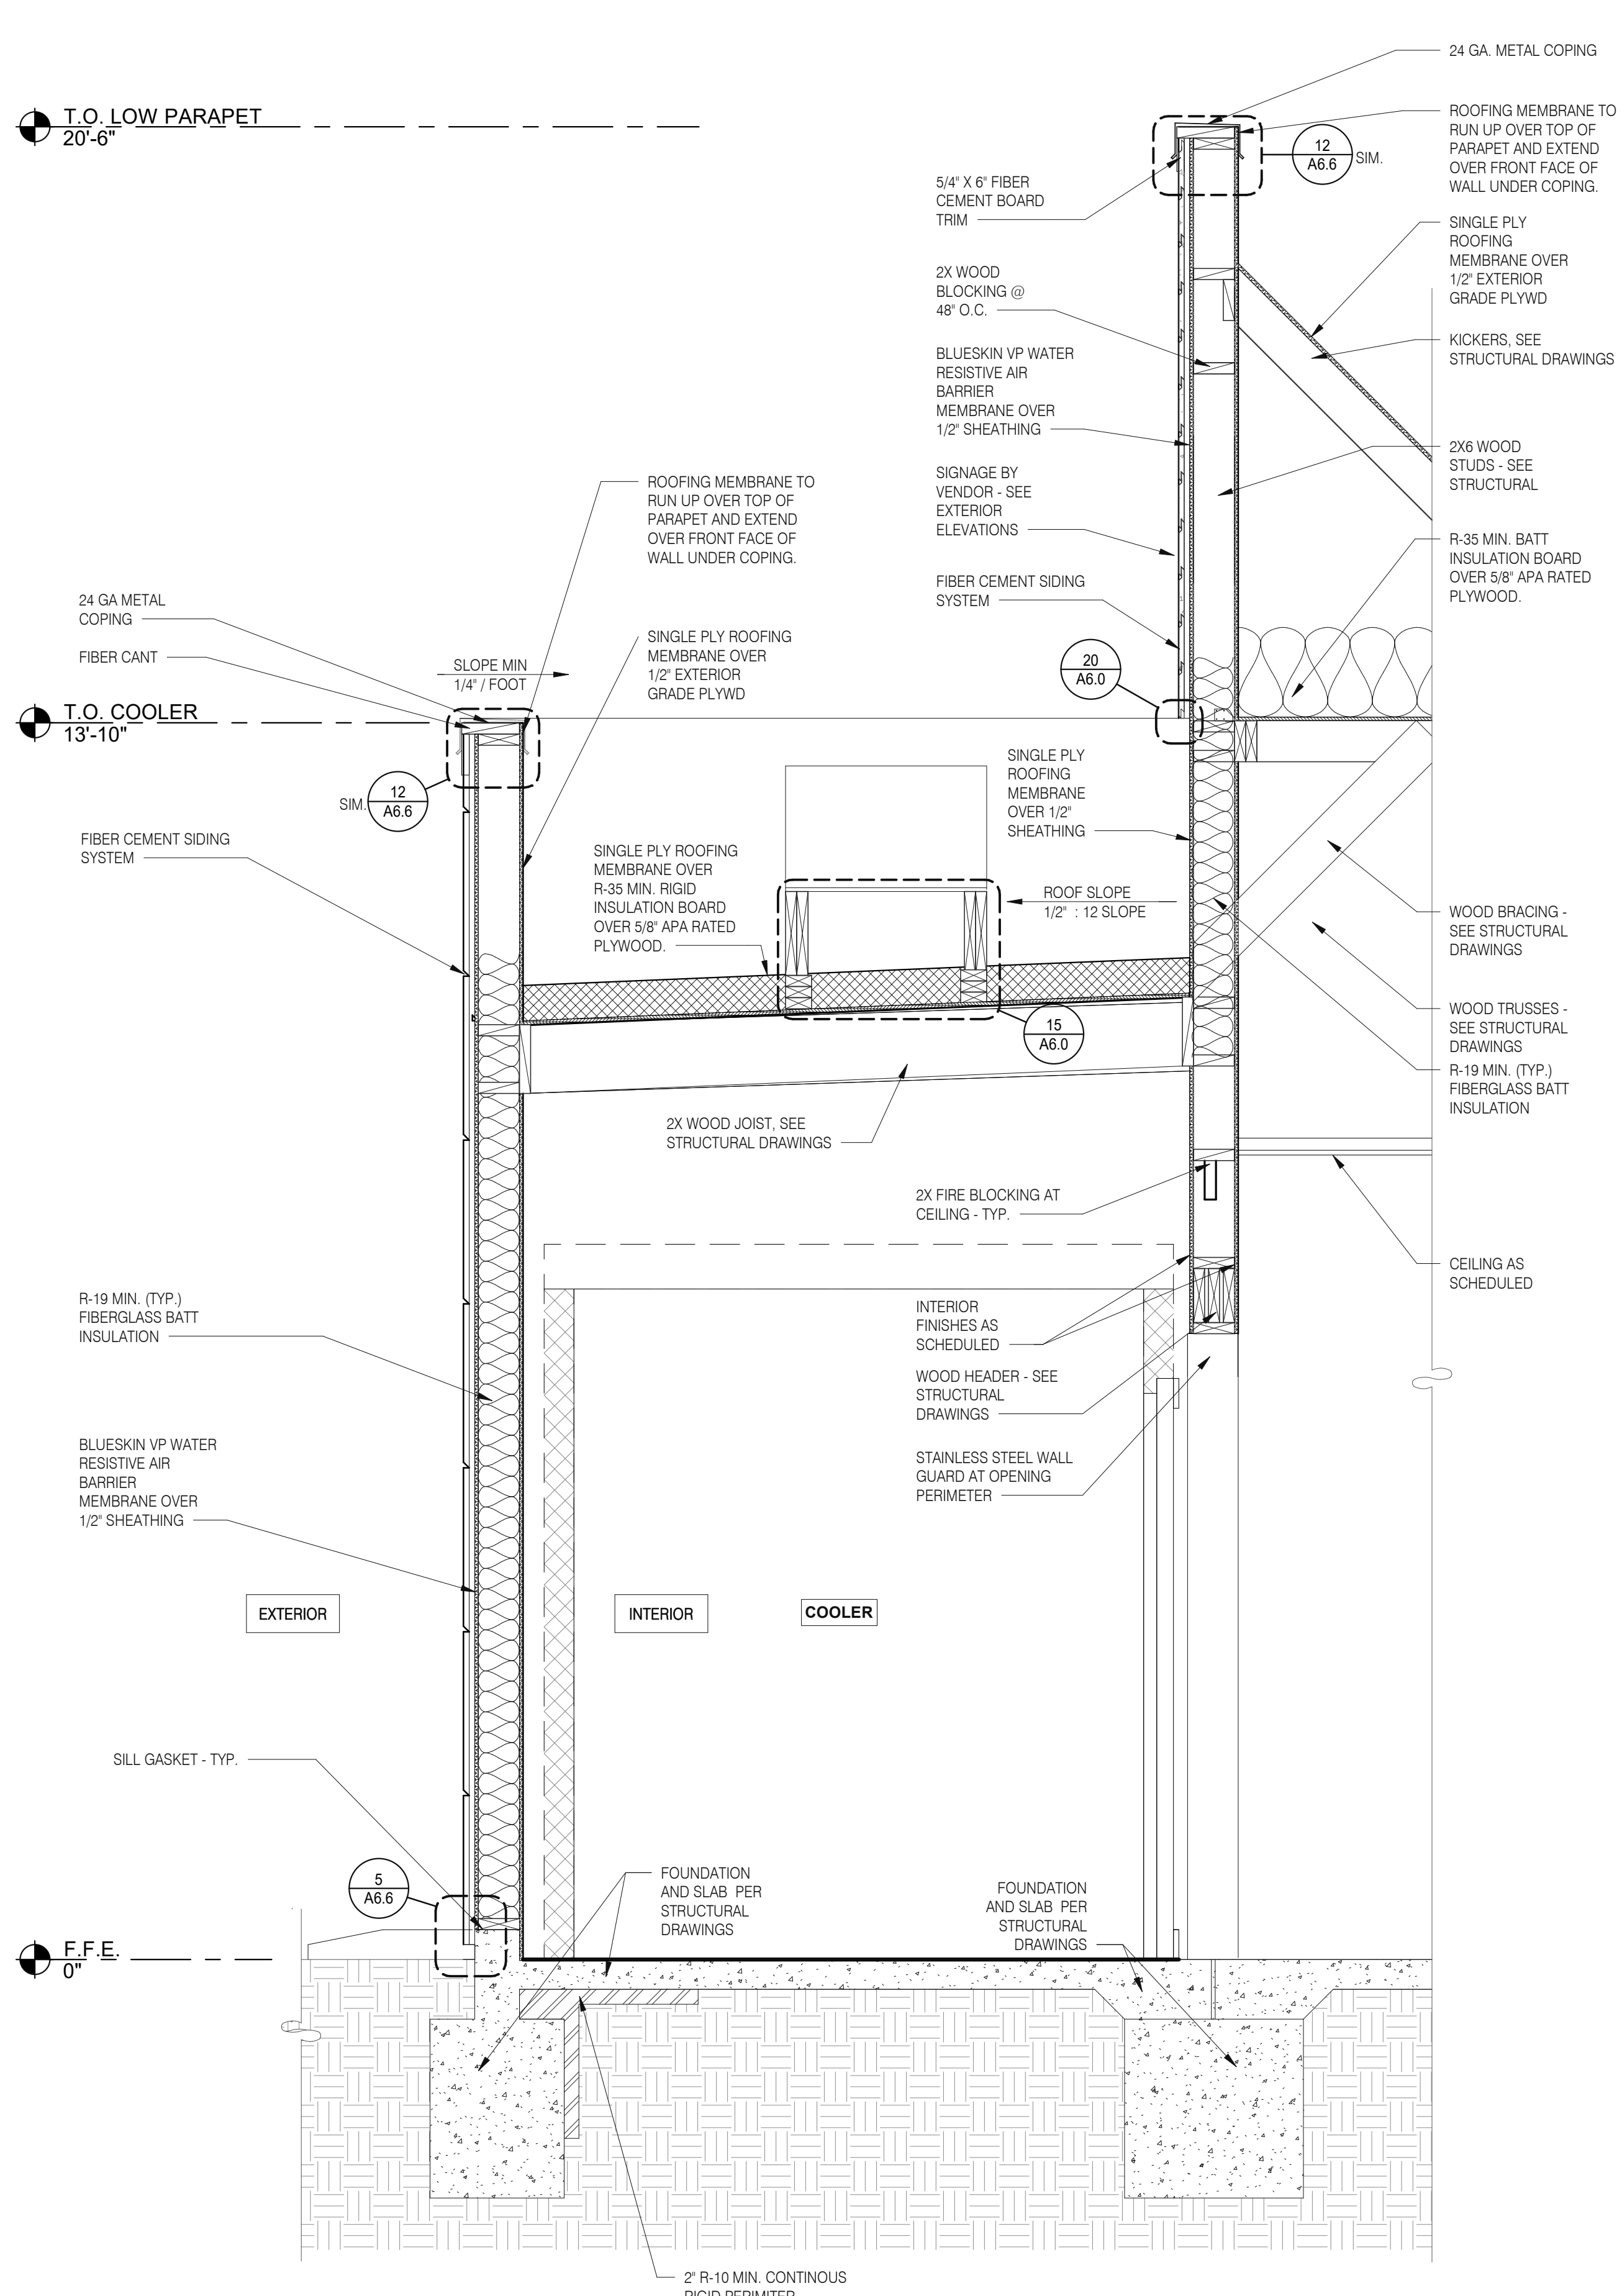 24 GA. METAL COPING
T.O. LOW PARAPET
20'-6"
ROOFING MEMBRANE TO
RUN UP OVER TOP OF
PARAPET AND EXTEND
OVER FRONT FACE OF
WALL UNDER COPING.
12
A6.6
SIM.
5/4" X 6" FIBER
CEMENT BOARD
TRIM
SINGLE PLY
ROOFING
MEMBRANE OVER
1/2" EXTERIOR
GRADE PLYWD
2X WOOD
BLOCKING @
48" O.C.
KICKERS, SEE
STRUCTURAL DRAWINGS
BLUESKIN VP WATER
RESISTIVE AIR
BARRIER
MEMBRANE OVER
1/2" SHEATHING
2X6 WOOD
STUDS - SEE
STRUCTURAL
SIGNAGE BY
VENDOR - SEE
EXTERIOR
ELEVATIONS
ROOFING MEMBRANE TO
RUN UP OVER TOP OF
PARAPET AND EXTEND
OVER FRONT FACE OF
WALL UNDER COPING.
R-35 MIN. BATT
INSULATION BOARD
OVER 5/8" APA RATED
PLYWOOD.
FIBER CEMENT SIDING
SYSTEM
24 GA METAL
COPING
FIBER CANT
SLOPE MIN
1/4" / FOOT
SINGLE PLY ROOFING
MEMBRANE OVER
1/2" EXTERIOR
GRADE PLYWD
20
A6.0
T.O. COOLER
13'-10"
SINGLE PLY
ROOFING
MEMBRANE
OVER 1/2"
SHEATHING
12
A6.6
SIM.
FIBER CEMENT SIDING
SYSTEM
SINGLE PLY ROOFING
MEMBRANE OVER
R-35 MIN. RIGID
INSULATION BOARD
OVER 5/8" APA RATED
PLYWOOD.
ROOF SLOPE
1/2" : 12 SLOPE
WOOD BRACING -
SEE STRUCTURAL
DRAWINGS
15
A6.0
WOOD TRUSSES -
SEE STRUCTURAL
DRAWINGS
R-19 MIN. (TYP.)
FIBERGLASS BATT
INSULATION
2X WOOD JOIST, SEE
STRUCTURAL DRAWINGS
2X FIRE BLOCKING AT
CEILING - TYP.
CEILING AS
SCHEDULED
R-19 MIN. (TYP.)
FIBERGLASS BATT
INSULATION
INTERIOR
FINISHES AS
SCHEDULED
WOOD HEADER - SEE
STRUCTURAL
DRAWINGS
BLUESKIN VP WATER
RESISTIVE AIR
BARRIER
MEMBRANE OVER
1/2" SHEATHING
STAINLESS STEEL WALL
GUARD AT OPENING
PERIMETER
EXTERIOR
INTERIOR
COOLER
SILL GASKET - TYP.
5
A6.6
FOUNDATION
AND SLAB PER
STRUCTURAL
DRAWINGS
FOUNDATION
AND SLAB PER
STRUCTURAL
DRAWINGS
F.F.E.
0"
2" R-10 MIN. CONTINOUS
RIGID PERIMITER